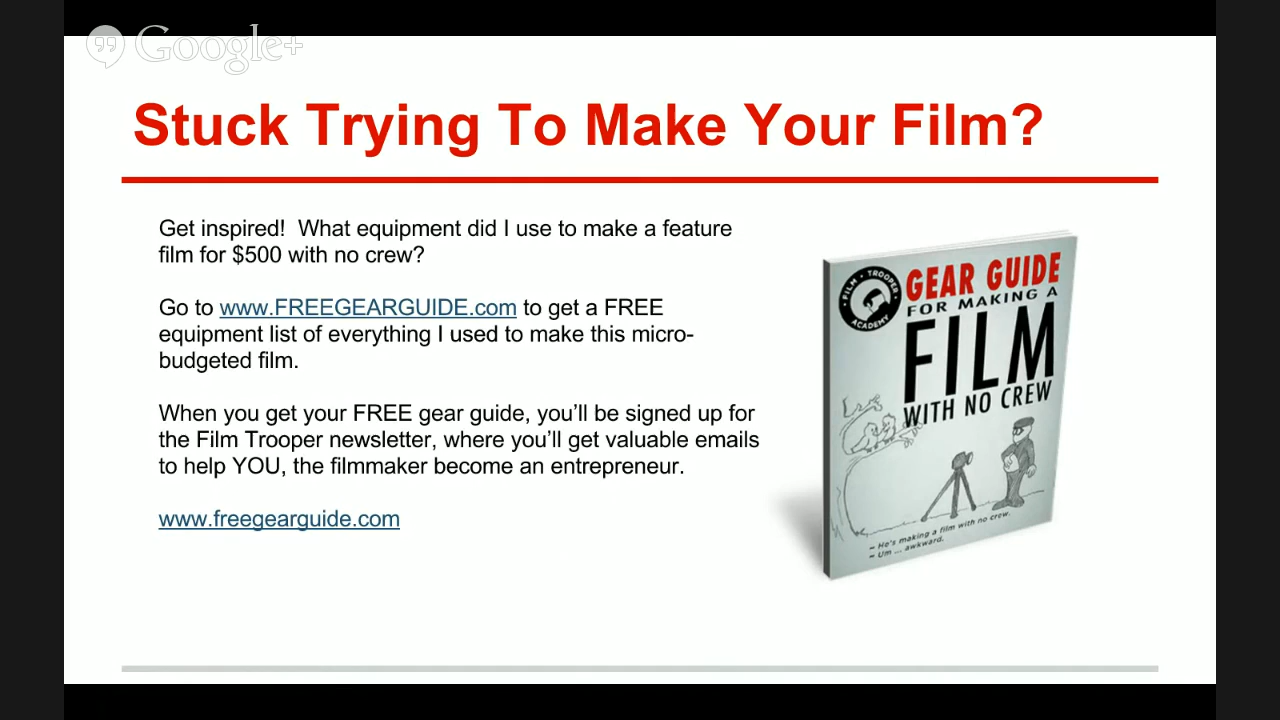 Google+
Stuck Trying To Make Your Film?
Get inspired!  What equipment did I use to make a feature
film for $500 with no crew?
Go to www.FREEGEARGUIDE.com to get a FREE
equipment list of everything I used to make this micro-
budgeted film.
When you get your FREE gear guide, you’ll be signed up for
the Film Trooper newsletter, where you’ll get valuable emails
to help YOU, the filmmaker become an entrepreneur.
www.freegearguide.com
FILM • TROOPER
ACADEMY
GEAR GUIDE
FOR MAKING A
FILM
WITH NO CREW
– He's making a film with no crew.
– Um ... awkward.